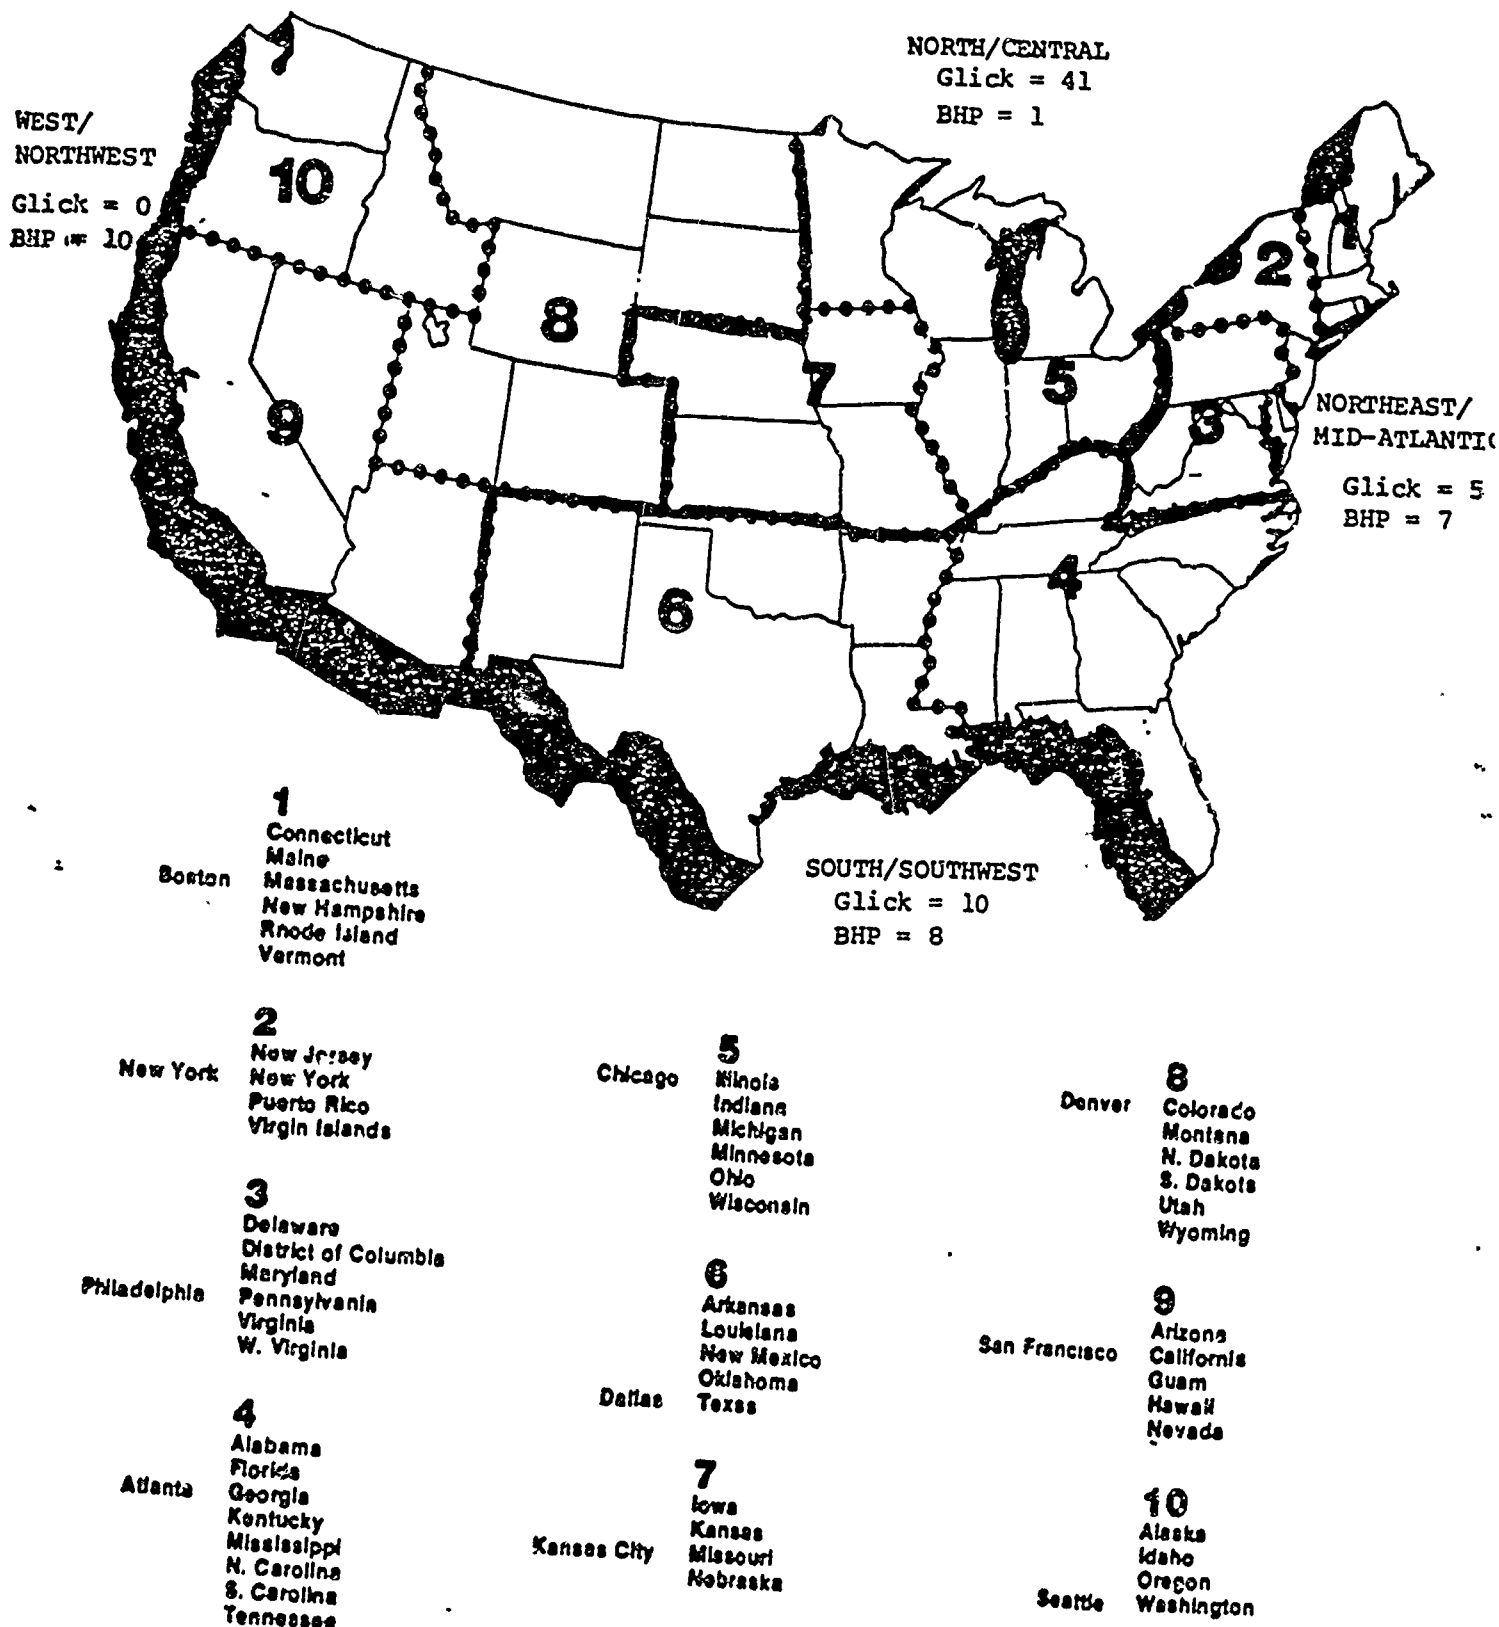 NORTH/CENTRAL
Glick = 41
BHP = 1
WEST/
NORTHWEST
Glick = 0
BHP = 10
10
8
9
7
5
2
1
3
4
6
NORTHEAST/
MID-ATLANTIC
Glick = 5
BHP = 7
SOUTH/SOUTHWEST
Glick = 10
BHP = 8
1
Boston
Connecticut
Maine
Massachusetts
New Hampshire
Rhode Island
Vermont
2
New York
New Jersey
New York
Puerto Rico
Virgin Islands
3
Philadelphia
Delaware
District of Columbia
Maryland
Pennsylvania
Virginia
W. Virginia
4
Atlanta
Alabama
Florida
Georgia
Kentucky
Mississippi
N. Carolina
S. Carolina
Tennessee
5
Chicago
Illinois
Indiana
Michigan
Minnesota
Ohio
Wisconsin
6
Dallas
Arkansas
Louisiana
New Mexico
Oklahoma
Texas
7
Kansas City
Iowa
Kansas
Missouri
Nebraska
8
Denver
Colorado
Montana
N. Dakota
S. Dakota
Utah
Wyoming
9
San Francisco
Arizona
California
Guam
Hawaii
Nevada
10
Seattle
Alaska
Idaho
Oregon
Washington